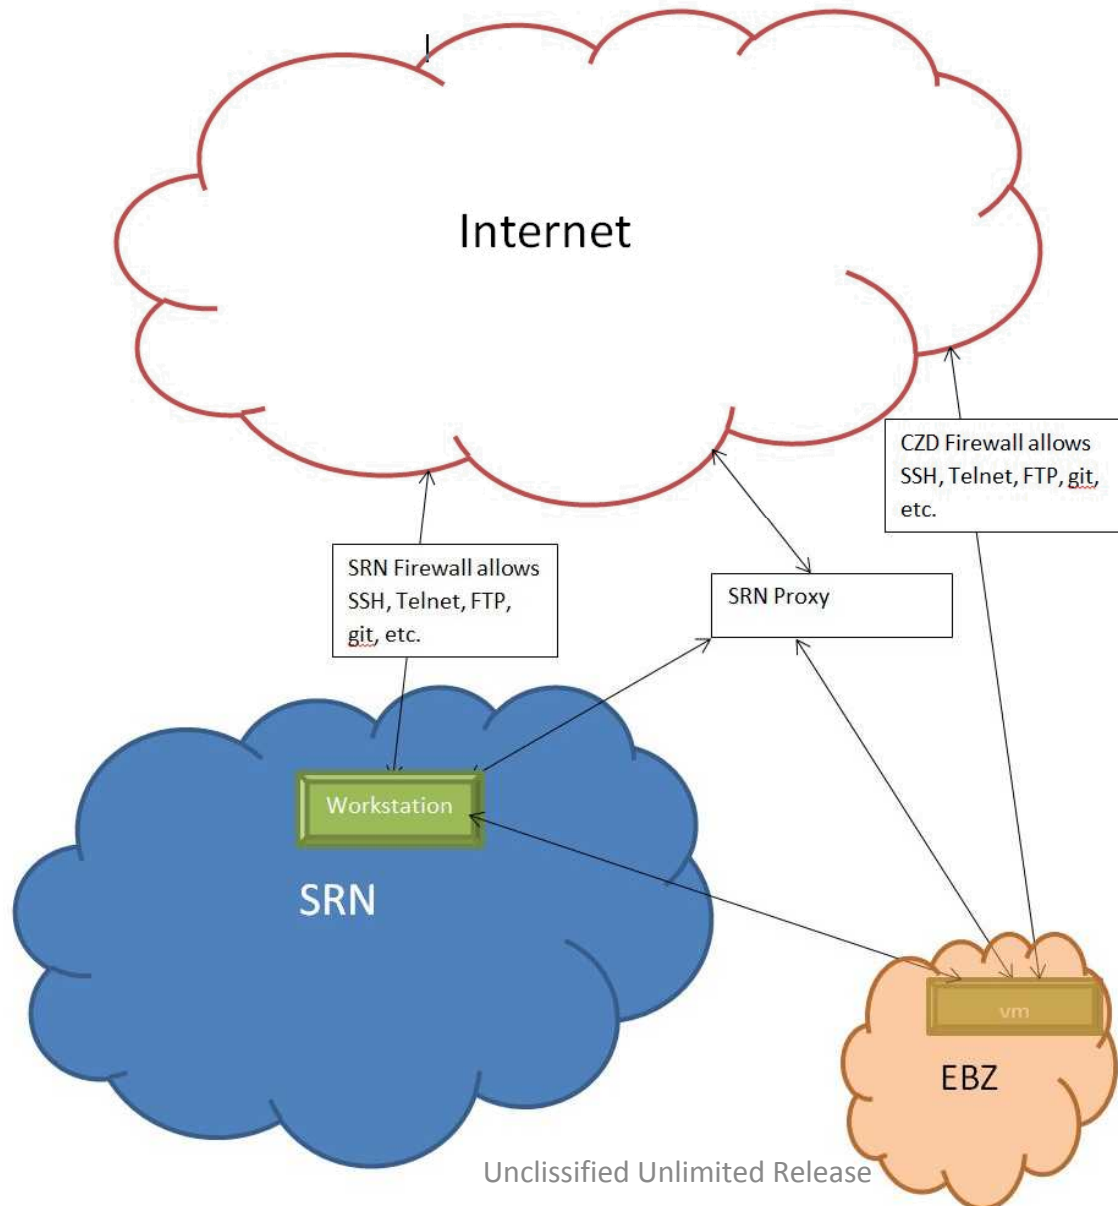 Internet
CZD Firewall allows
SSH, Telnet, FTP, git,
etc.
SRN Firewall allows
SSH, Telnet, FTP,
git, etc.
SRN Proxy
Workstation
SRN
vm
EBZ
Unclissified Unlimited Release